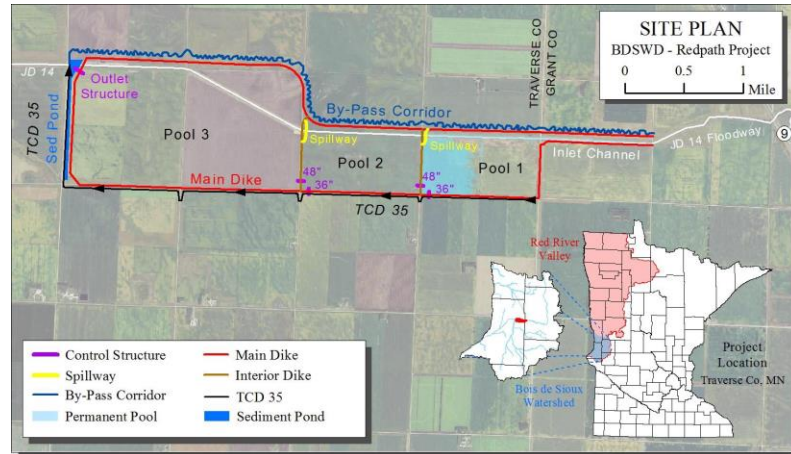 SITE PLAN
BDSWD - Redpath Project
0 0.5 1
Mile
TRAVERSE CO
GRANT CO
JD 14
Outlet
Structure
By-Pass Corridor
TCD 35
Sed Pond
Pool 3
Spillway
Spillway
Pool 2
Pool 1
Inlet Channel
JD 14 Floodway
9
48"
36"
48"
36"
Main Dike
TCD 35
Red River
Valley
Project
Location
Traverse Co, MN
Bois de Sioux
Watershed
Control Structure
Main Dike
Spillway
Interior Dike
By-Pass Corridor
TCD 35
Permanent Pool
Sediment Pond